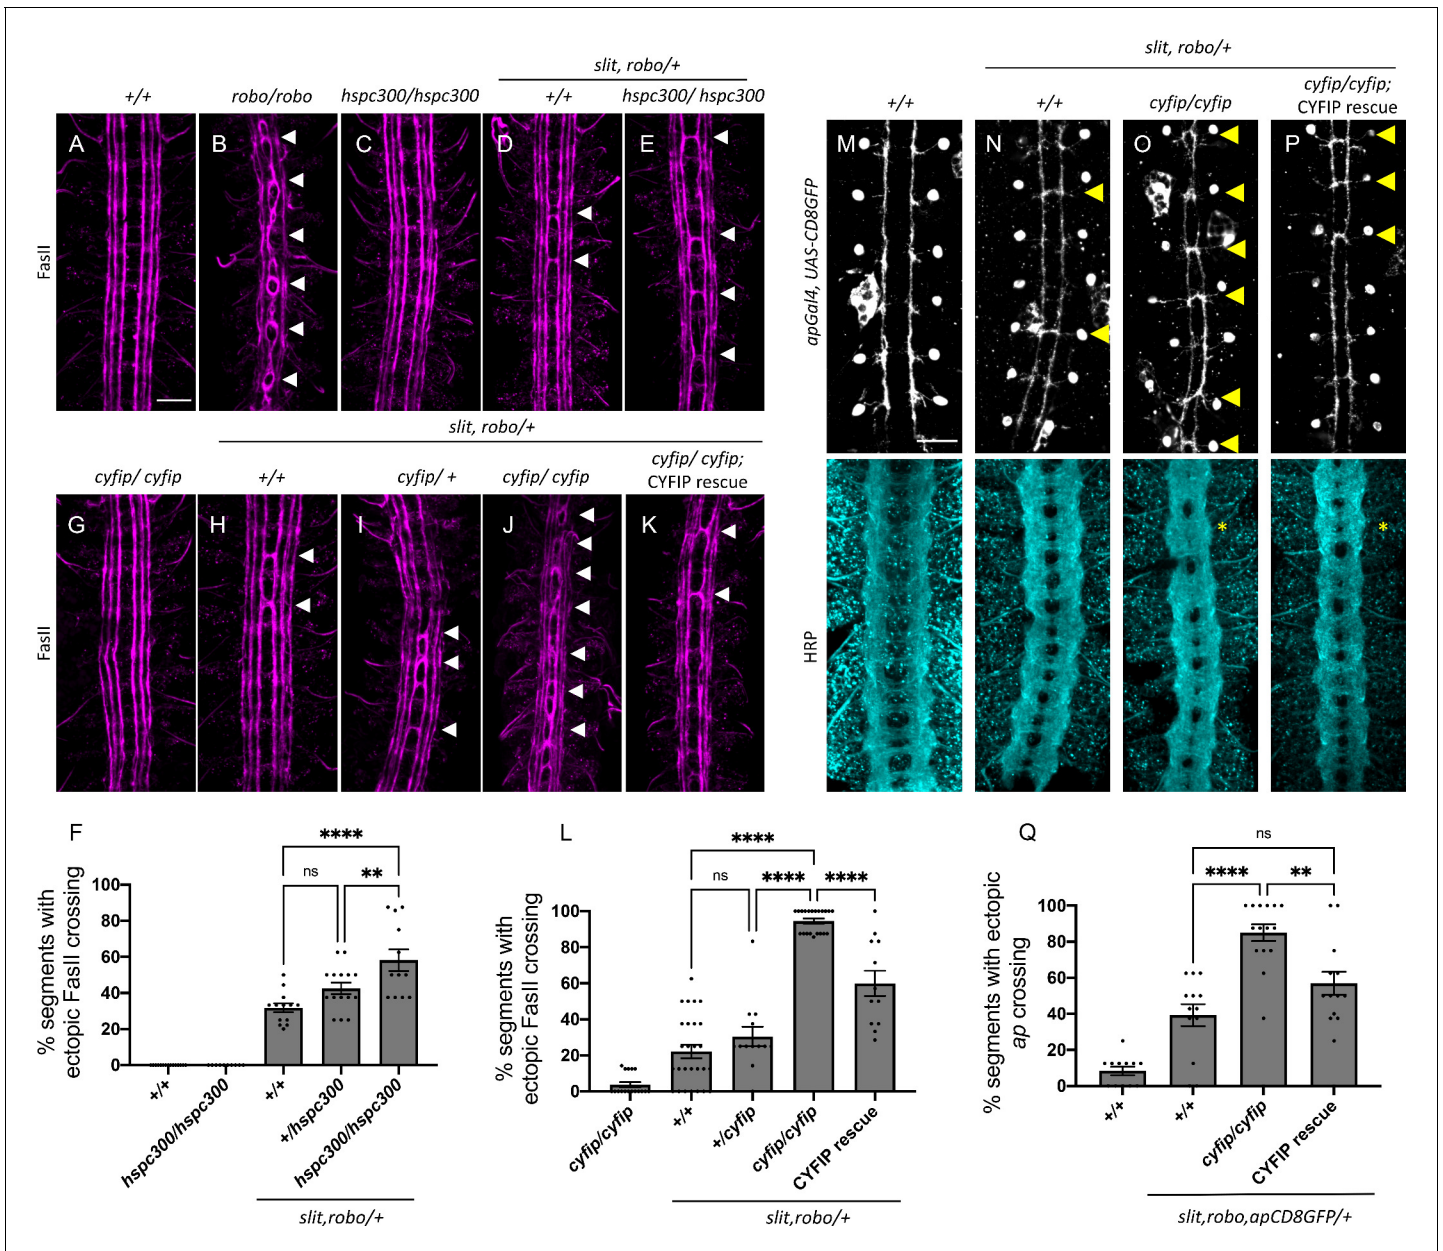 slit, robo/+
+/+ robo/robo hspc300/hspc300 +/+ hspc300/ hspc300
A B C D E
FasII
slit, robo/+
cyfip/ cyfip +/+ cyfip/ + cyfip/ cyfip cyfip/ cyfip;
CYFIP rescue
G H I J K
FasII
slit, robo/+
+/+ +/+ cyfip/cyfip cyfip/cyfip;
CYFIP rescue
M N O P
apGal4, UAS-CD8GFP
* *
HRP
F
****
ns **
% segments with
ectopic FasII crossing
100
80
60
40
20
0
+/+ hspc300/hspc300 +/+ +/hspc300 hspc300/hspc300
slit,robo/+
L
****
ns **** ****
% segments with
ectopic FasII crossing
100
80
60
40
20
0
cyfip/cyfip +/+ +/cyfip cyfip/cyfip CYFIP rescue
slit,robo/+
Q
ns
**** **
% segments with ectopic
ap crossing
100
80
60
40
20
0
+/+ +/+ cyfip/cyfip CYFIP rescue
slit,robo,apCD8GFP/+